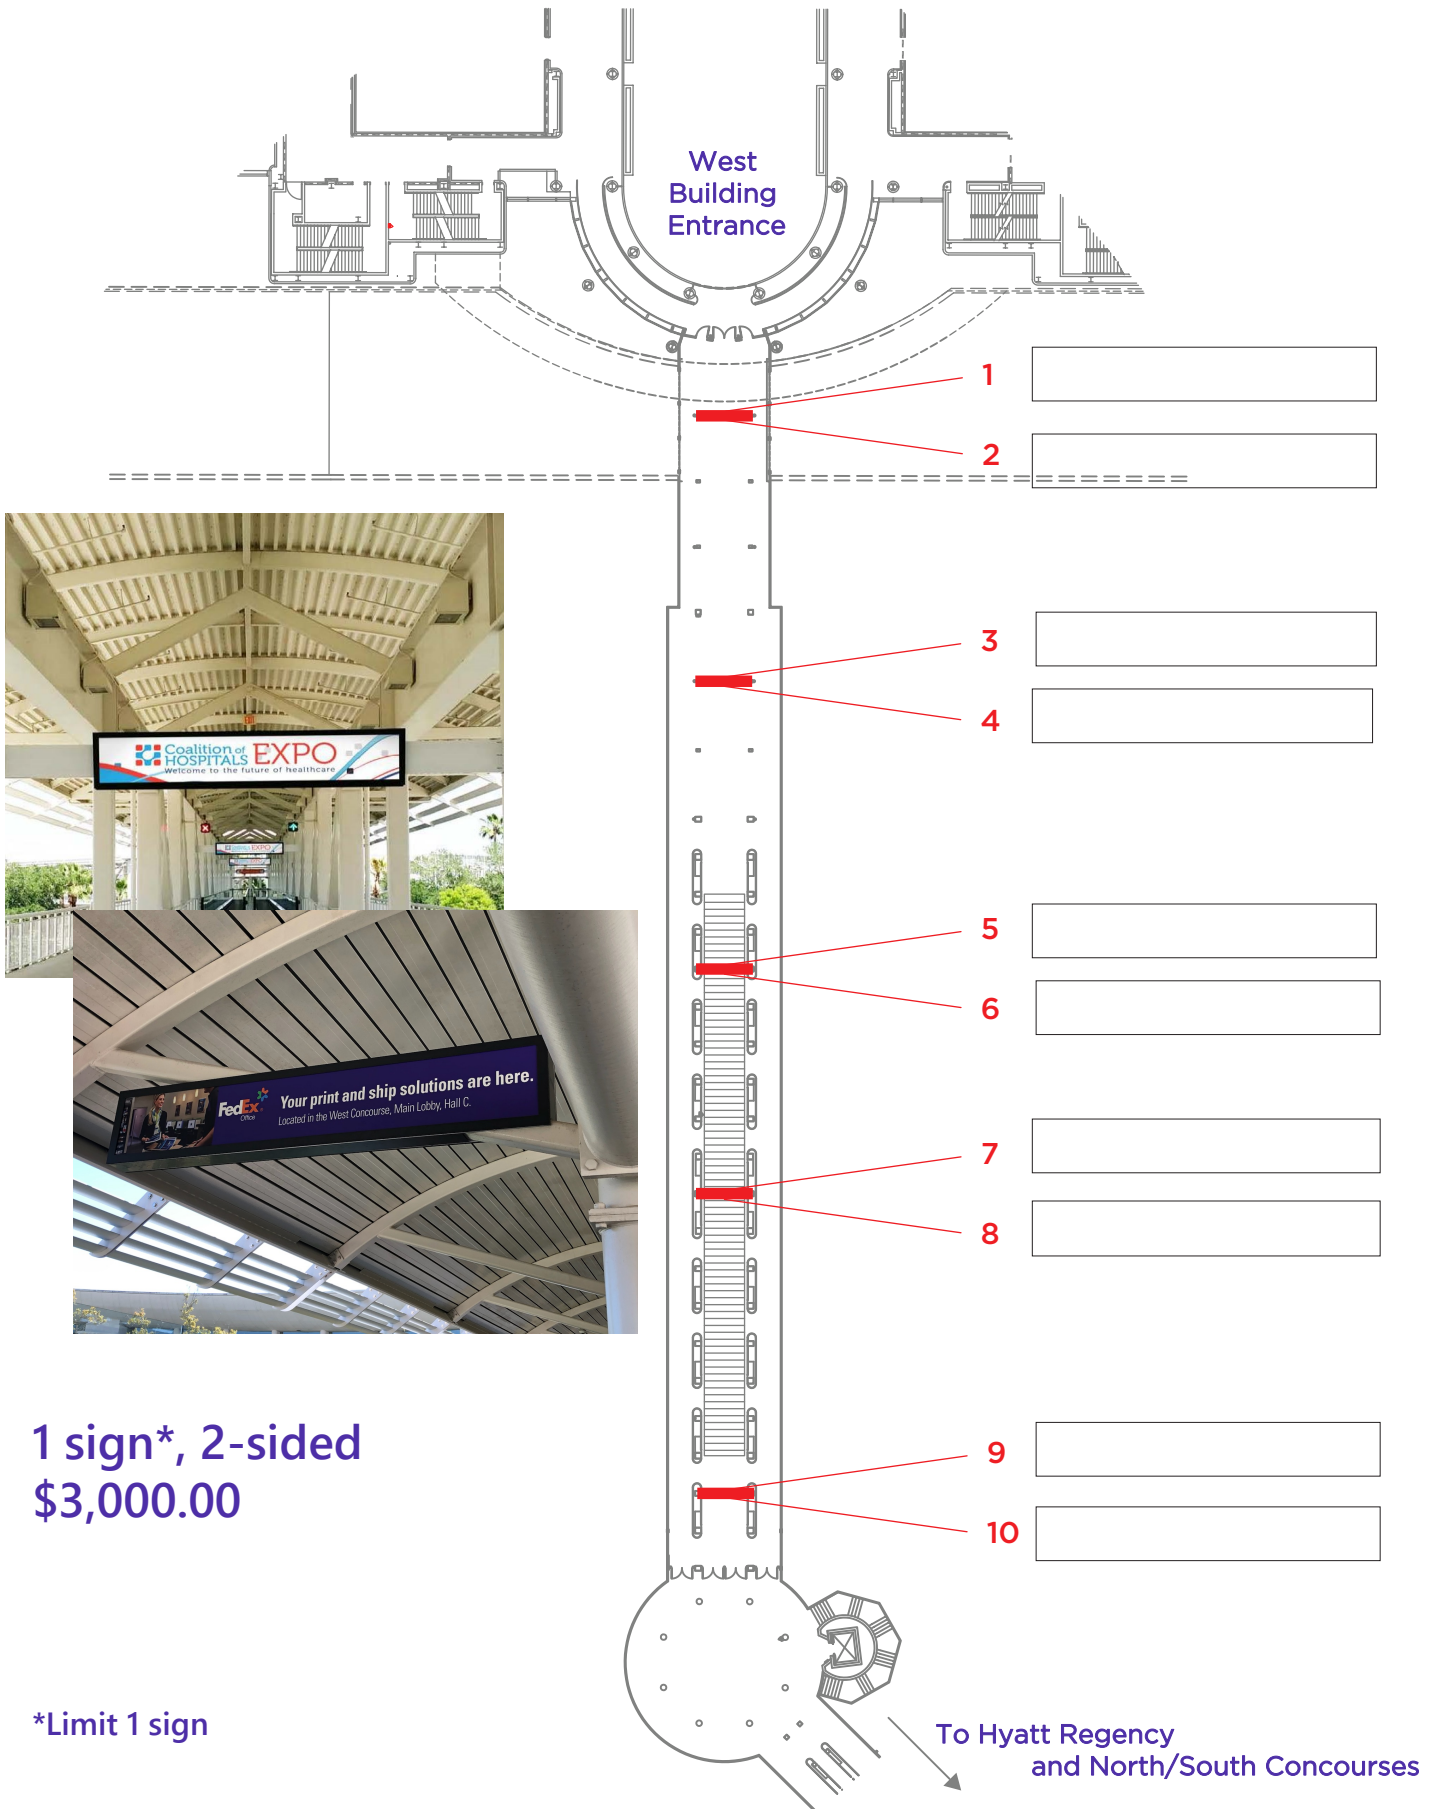 West
Building
Entrance
1
2
3
4
5
6
7
8
9
10
Coalition of
HOSPITALS EXPO
Welcome to the future of healthcare
EXPO
FedEx
Office
Your print and ship solutions are here.
Located in the West Concourse, Main Lobby, Hall C.
1 sign*, 2-sided
$3,000.00
*Limit 1 sign
To Hyatt Regency
and North/South Concourses